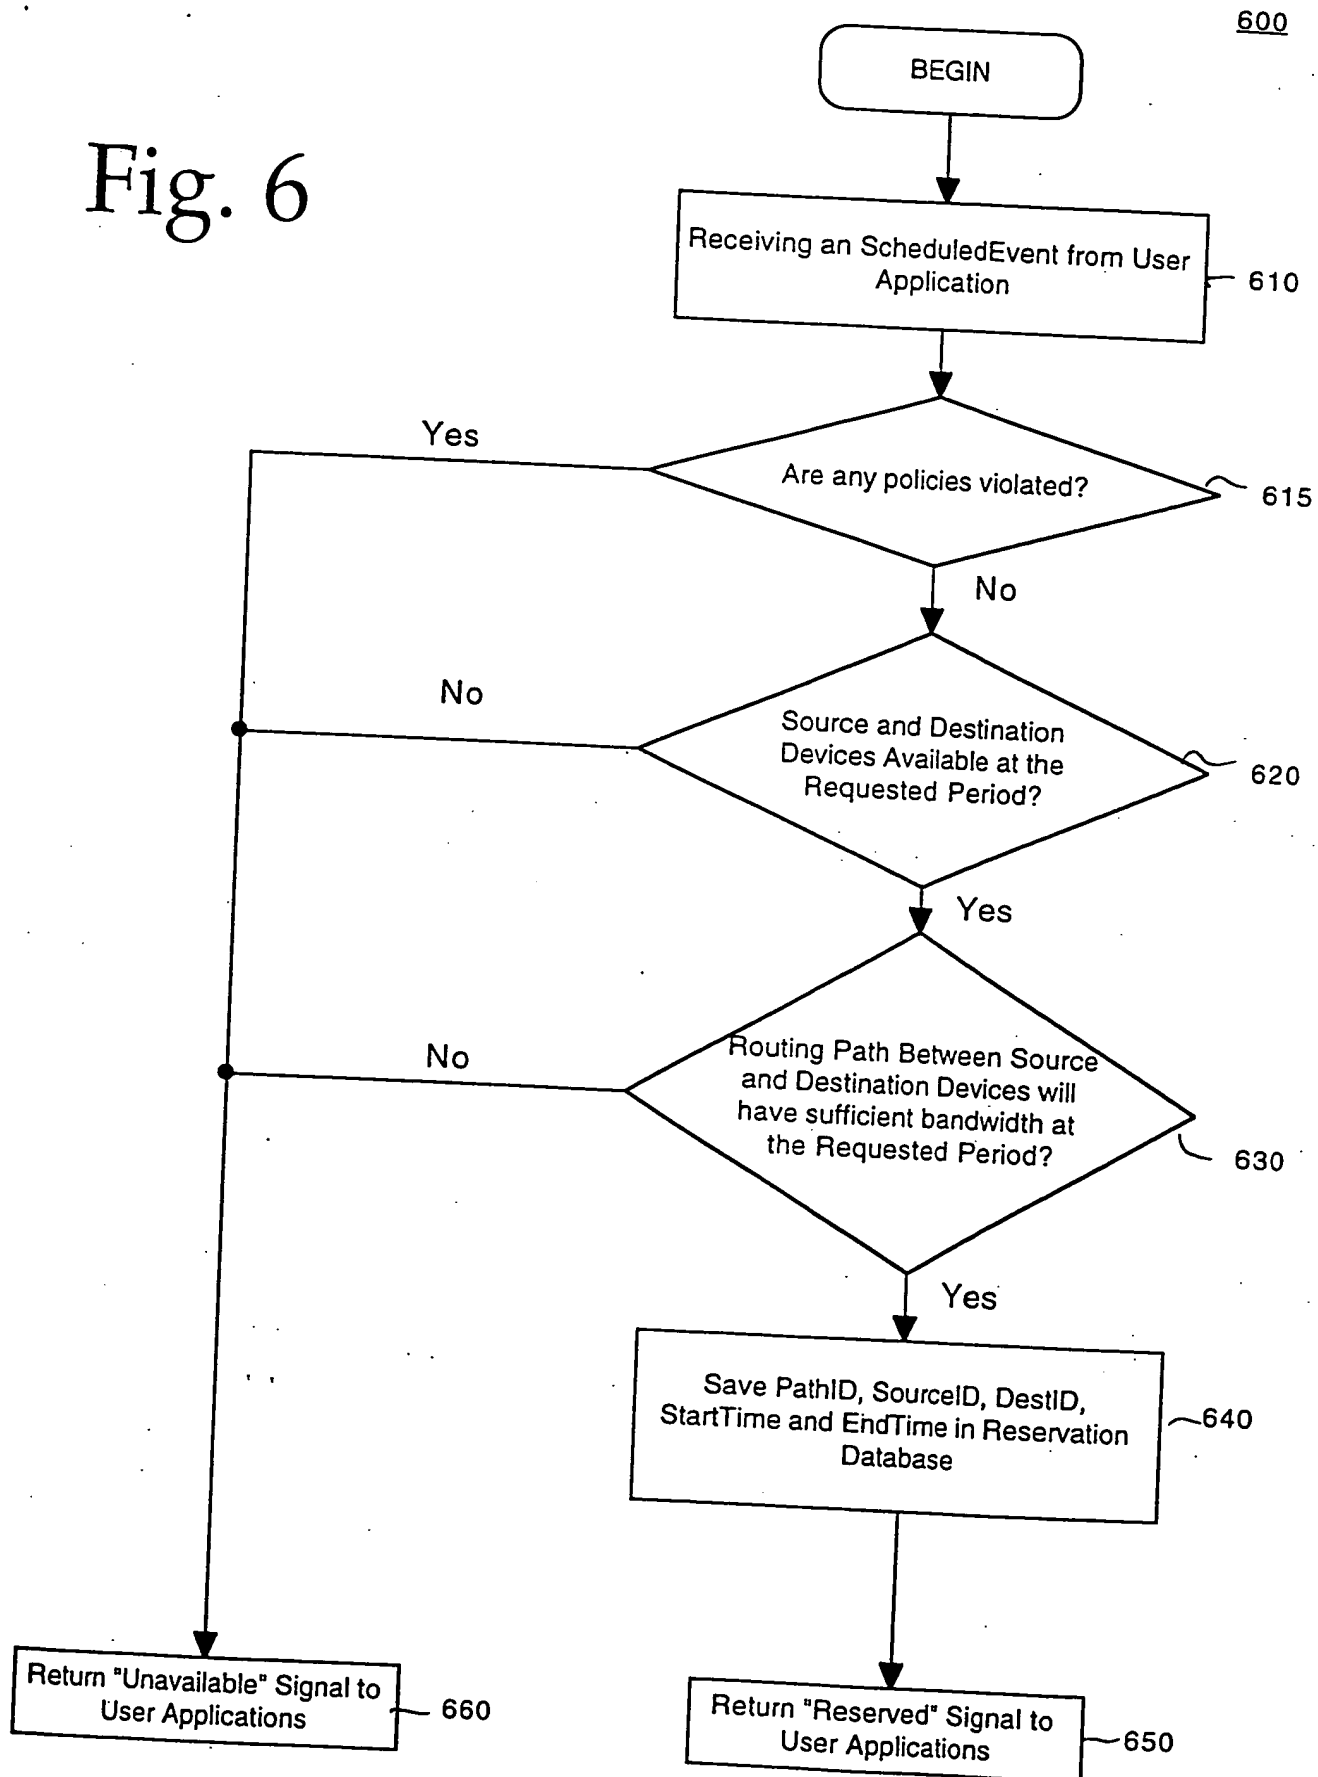 600
BEGIN
Fig. 6
Receiving an ScheduledEvent from User
Application
610
Yes
Are any policies violated?
615
No
No
Source and Destination
Devices Available at the
Requested Period?
620
Yes
No
Routing Path Between Source
and Destination Devices will
have sufficient bandwidth at
the Requested Period?
630
Yes
Save PathID, SourceID, DestID,
StartTime and EndTime in Reservation
Database
640
Return "Unavailable" Signal to
User Applications
660
Return "Reserved" Signal to
User Applications
650